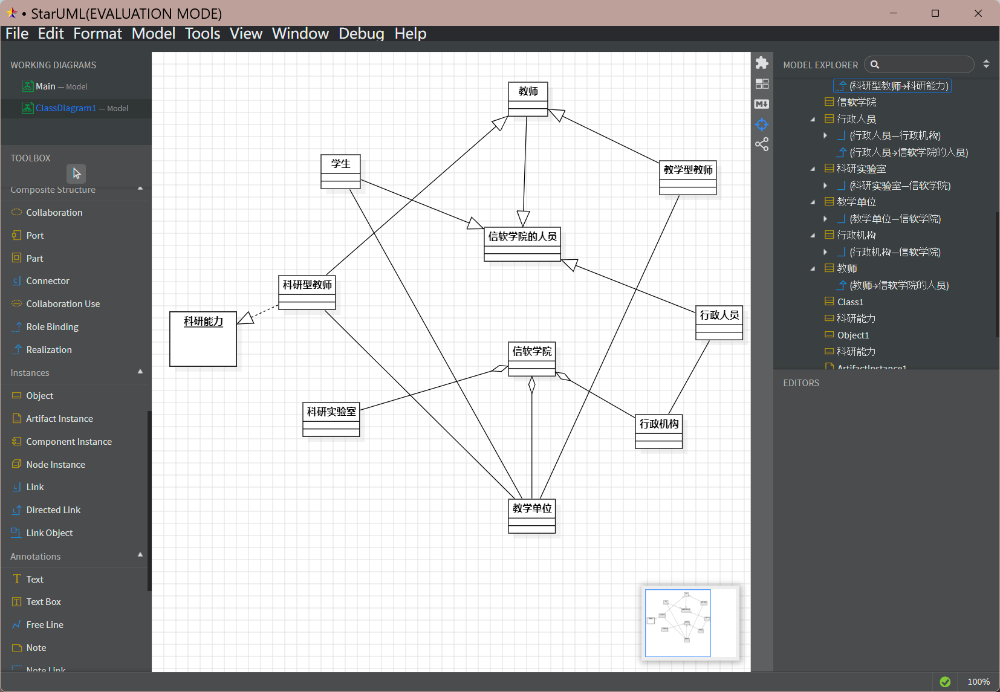 • StarUML(EVALUATION MODE)
File Edit Format Model Tools View Window Debug Help
WORKING DIAGRAMS
Main — Model
ClassDiagram1 — Model
TOOLBOX
Composite Structure
Collaboration
Port
Part
Connector
Collaboration Use
Role Binding
Realization
Instances
Object
Artifact Instance
Component Instance
Node Instance
Link
Directed Link
Link Object
Annotations
Text
Text Box
Free Line
Note
Note Link
教师
学生
教学型教师
信软学院的人员
科研型教师
科研能力
行政人员
信软学院
科研实验室
行政机构
教学单位
MODEL EXPLORER
(科研型教师→科研能力)
信软学院
行政人员
(行政人员—行政机构)
(行政人员→信软学院的人员)
科研实验室
(科研实验室—信软学院)
教学单位
(教学单位—信软学院)
行政机构
(行政机构—信软学院)
教师
(教师→信软学院的人员)
Class1
科研能力
Object1
科研能力
ArtifactInstance1
EDITORS
100%